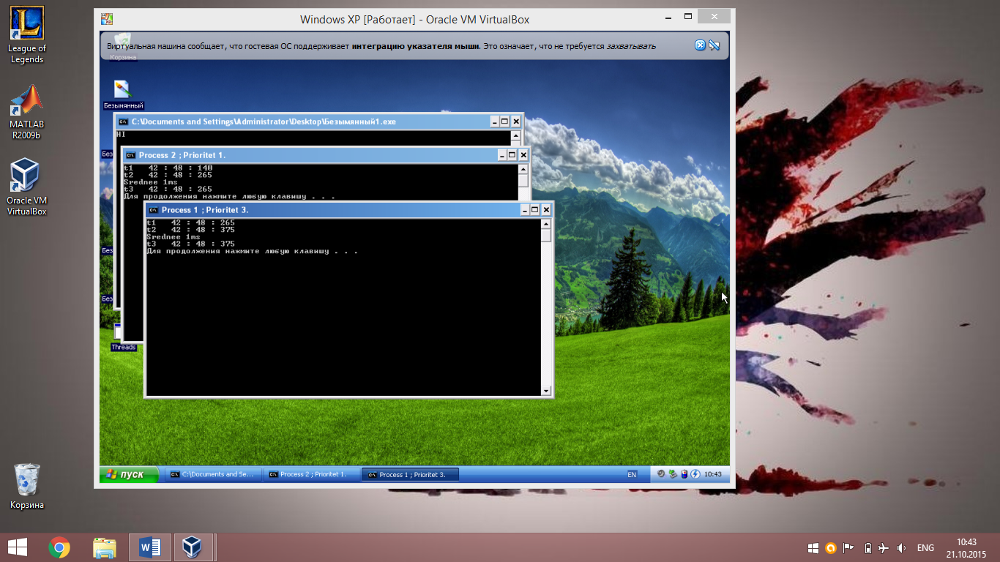 League of
Legends
MATLAB
R2009b
Oracle VM
VirtualBox
Корзина
Windows XP [Работает] - Oracle VM VirtualBox
Виртуальная машина сообщает, что гостевая ОС поддерживает интеграцию указателя мыши. Это означает, что не требуется захватывать
Корзина
Безымянный
Без
Без
Без
Threads
C:\Documents and Settings\Administrator\Desktop\Безымянный1.exe
HI
Process 2 ; Prioritet 1.
t1 42 : 48 : 140
t2 42 : 48 : 265
Srednee 1ms
t3 42 : 48 : 265
Для продолжения нажмите любую клавишу . . .
Process 1 ; Prioritet 3.
t1 42 : 48 : 265
t2 42 : 48 : 375
Srednee 1ms
t3 42 : 48 : 375
Для продолжения нажмите любую клавишу . . .
пуск
C:\Documents and Se...
Process 2 ; Prioritet 1.
Process 1 ; Prioritet 3.
EN
10:43
ENG
10:43
21.10.2015